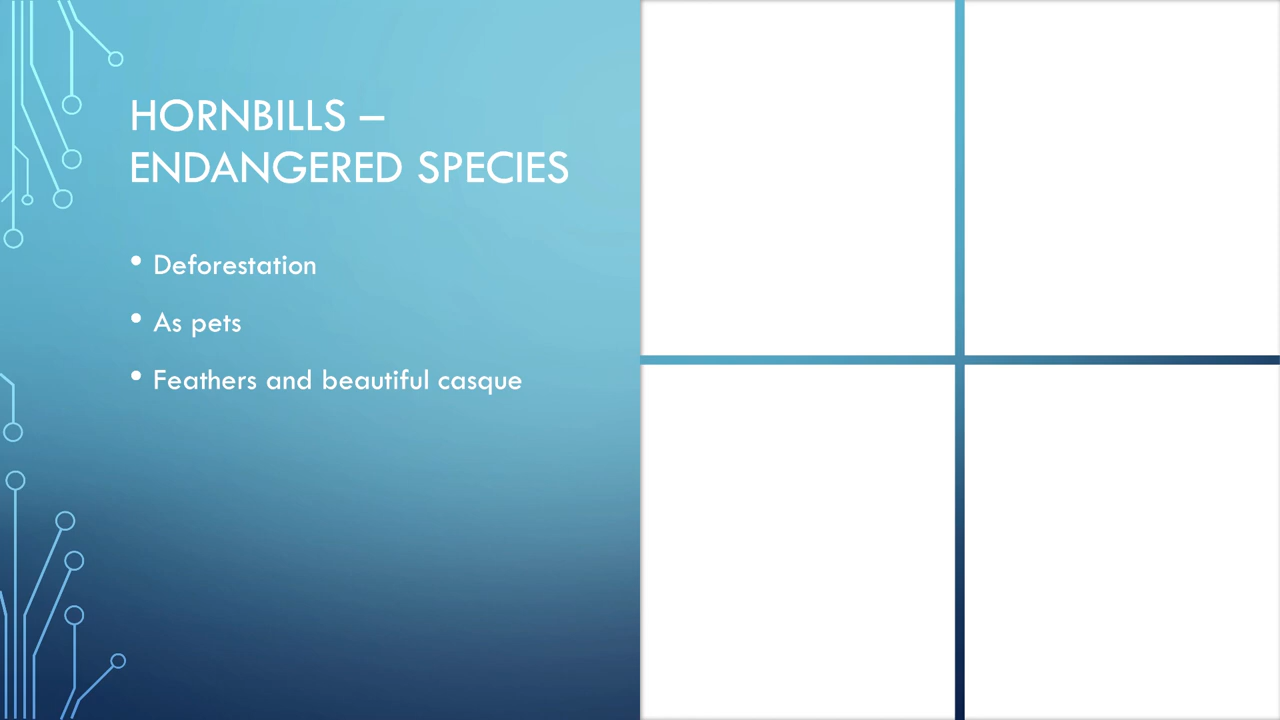 HORNBILLS –
ENDANGERED SPECIES
• Deforestation
• As pets
• Feathers and beautiful casque